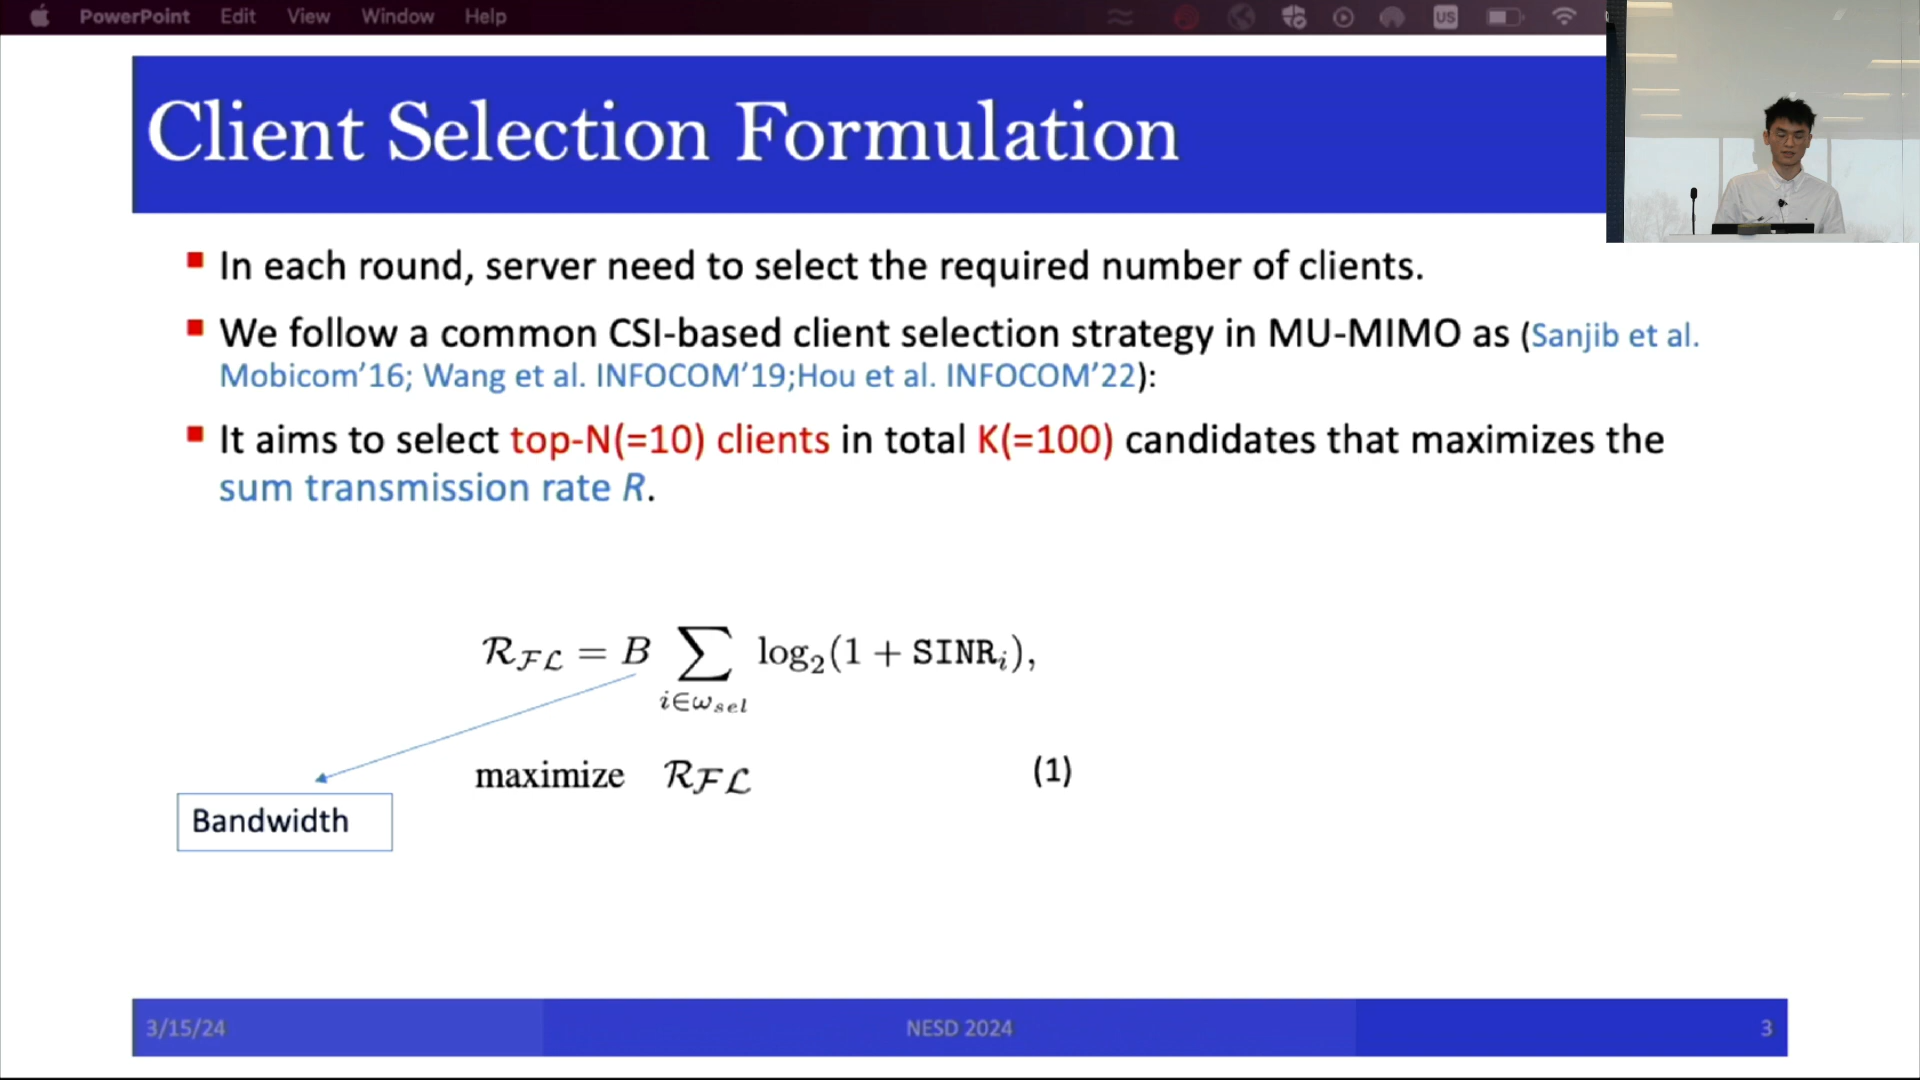 PowerPoint Edit View Window Help
US
Client Selection Formulation
In each round, server need to select the required number of clients.
We follow a common CSI-based client selection strategy in MU-MIMO as (Sanjib et al.
Mobicom'16; Wang et al. INFOCOM'19;Hou et al. INFOCOM'22):
It aims to select top-N(=10) clients in total K(=100) candidates that maximizes the
sum transmission rate R.
ℛ_ℱℒ = B ∑_{i∈ω_sel} log₂(1 + SINRᵢ),
maximize ℛ_ℱℒ (1)
Bandwidth
3/15/24 NESD 2024 3